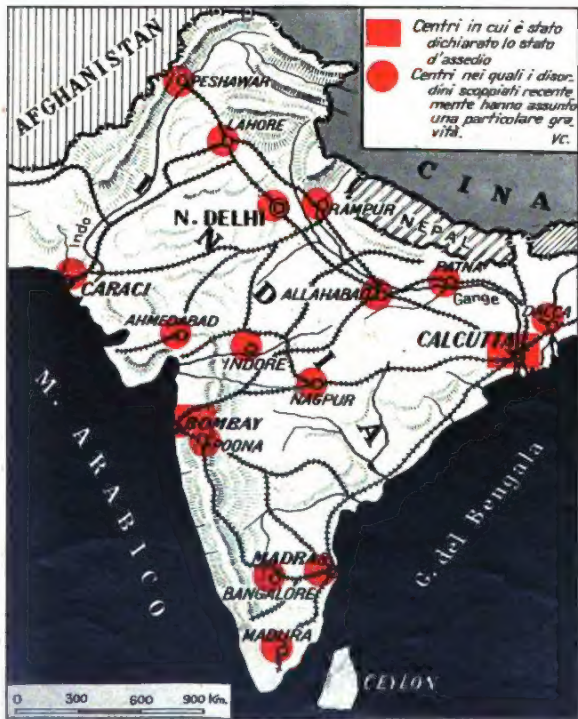 Centri in cui è stato
dichiarato lo stato
d'assedio
Centri nei quali i disor-
dini scoppiati recente
mente hanno assunto
una particolare gra
vità.
VC.
AFGHANISTAN
PESHAWAR
LAHORE
CINA
N. DELHI
RAMPUR
NEPAL
Indo
CARACI
ALLAHABAD
PATNA
Gange
DACCA
AHMEDABAD
INDORE
CALCUTTA
NAGPUR
INDIA
BOMBAY
POONA
M. ARABICO
G. del Bengala
MADRAS
BANGALORE
MADURA
CEYLON
0 300 600 900 Km.